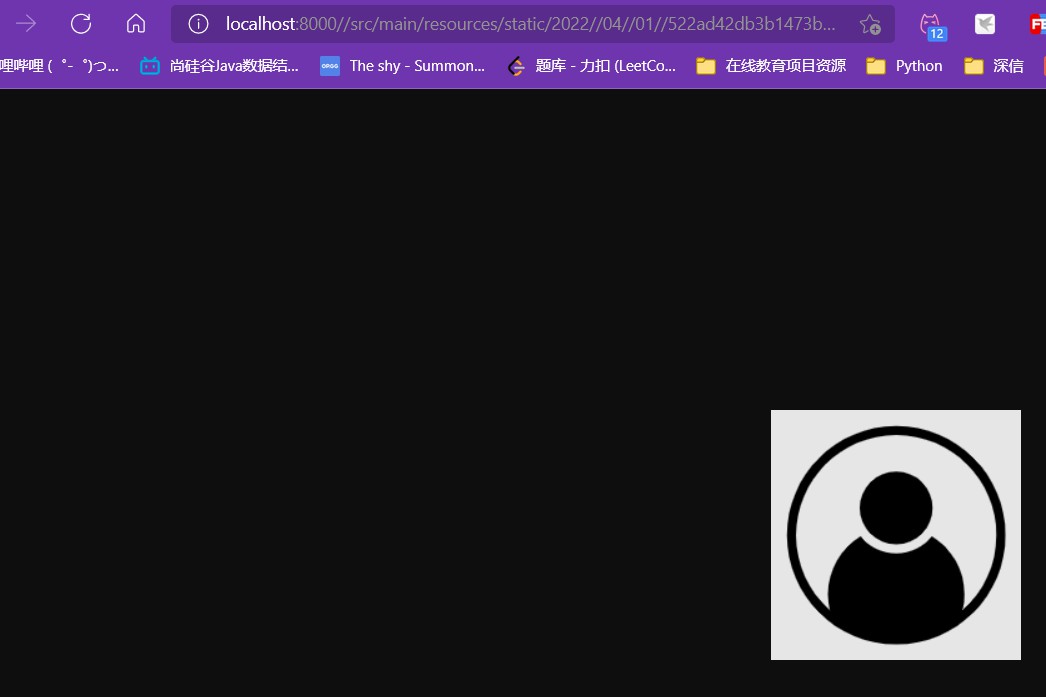 localhost:8000//src/main/resources/static/2022//04//01//522ad42db3b1473b...
12
哩哔哩 (゜-゜)つ...
尚硅谷Java数据结...
OPGG
The shy - Summon...
题库 - 力扣 (LeetCo...
在线教育项目资源
Python
深信